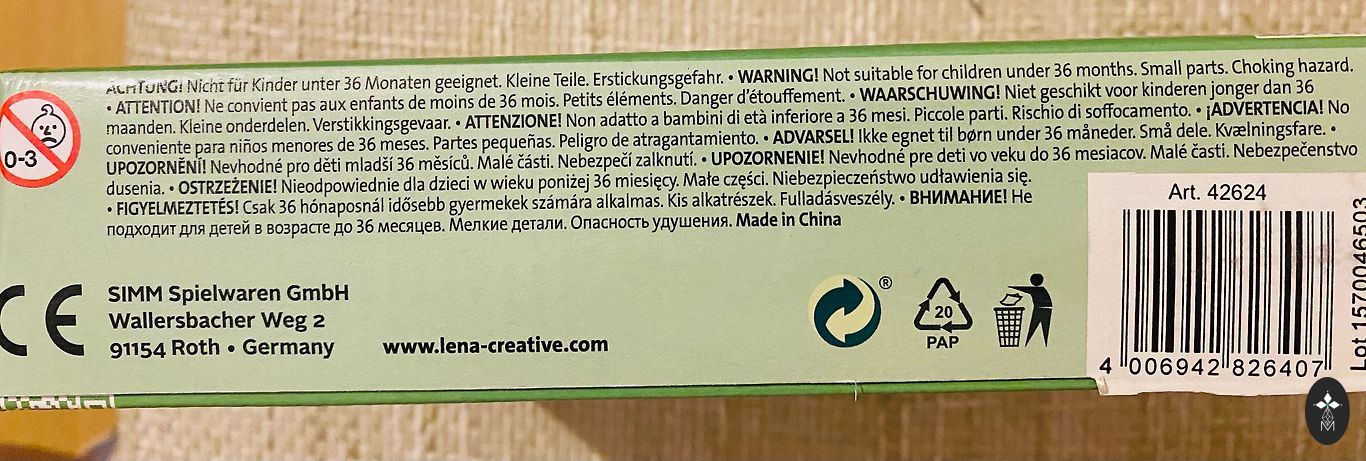 ACHTUNG! Nicht für Kinder unter 36 Monaten geeignet. Kleine Teile. Erstickungsgefahr. • WARNING! Not suitable for children under 36 months. Small parts. Choking hazard.
• ATTENTION! Ne convient pas aux enfants de moins de 36 mois. Petits éléments. Danger d'étouffement. • WAARSCHUWING! Niet geschikt voor kinderen jonger dan 36
maanden. Kleine onderdelen. Verstikkingsgevaar. • ATTENZIONE! Non adatto a bambini di età inferiore a 36 mesi. Piccole parti. Rischio di soffocamento. • ¡ADVERTENCIA! No
conveniente para niños menores de 36 meses. Partes pequeñas. Peligro de atragantamiento. • ADVARSEL! Ikke egnet til børn under 36 måneder. Små dele. Kvælningsfare. •
UPOZORNĚNÍ! Nevhodné pro děti mladší 36 měsíců. Malé části. Nebezpečí zalknutí. • UPOZORNENIE! Nevhodné pre deti vo veku do 36 mesiacov. Malé časti. Nebezpečenstvo
dusenia. • OSTRZEŻENIE! Nieodpowiednie dla dzieci w wieku poniżej 36 miesięcy. Małe części. Niebezpieczeństwo udławienia się.
• FIGYELMEZTETÉS! Csak 36 hónaposnál idősebb gyermekek számára alkalmas. Kis alkatrészek. Fulladásveszély. • ВНИМАНИЕ! Не
подходит для детей в возрасте до 36 месяцев. Мелкие детали. Опасность удушения. Made in China
0-3
CE
SIMM Spielwaren GmbH
Wallersbacher Weg 2
91154 Roth • Germany
www.lena-creative.com
®
20
PAP
Art. 42624
4 006942 826407
Lot 1570046503
M